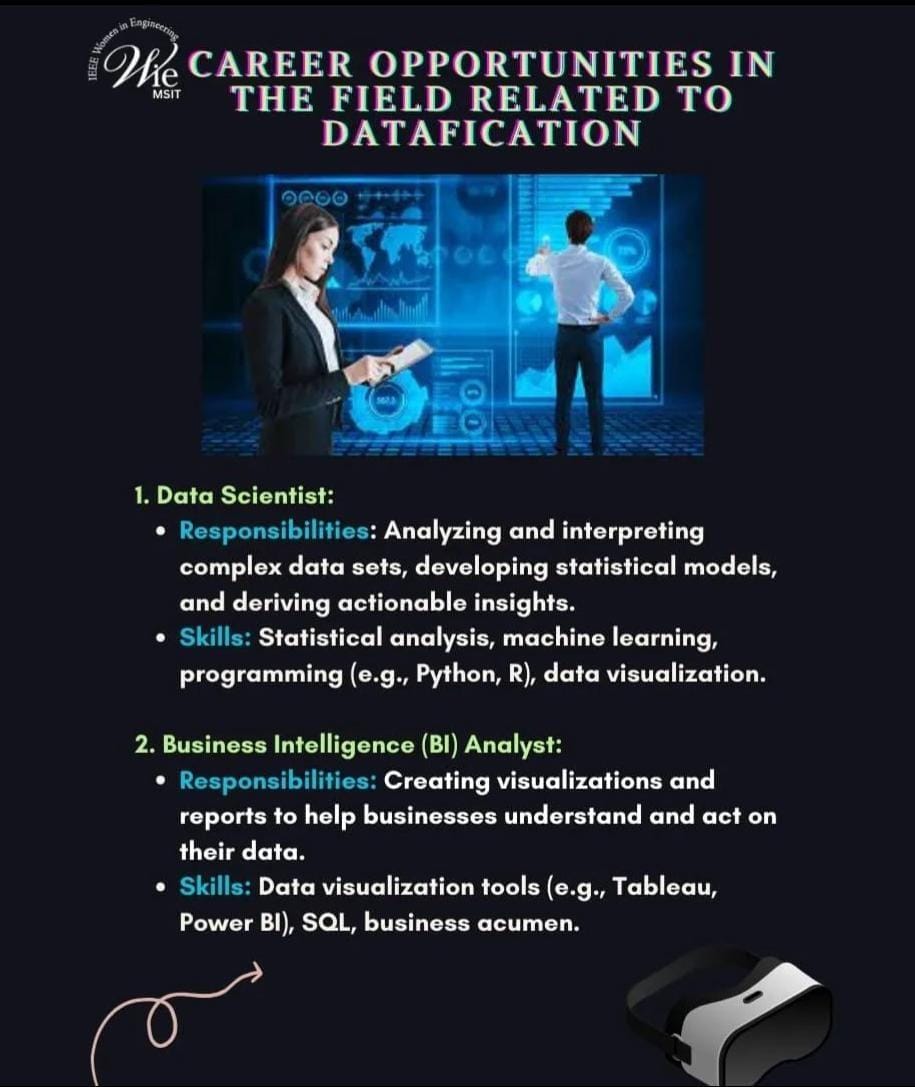 IEEE Women in Engineering
Wie
MSIT
CAREER OPPORTUNITIES IN
THE FIELD RELATED TO
DATAFICATION
1. Data Scientist:
• Responsibilities: Analyzing and interpreting
complex data sets, developing statistical models,
and deriving actionable insights.
• Skills: Statistical analysis, machine learning,
programming (e.g., Python, R), data visualization.
2. Business Intelligence (BI) Analyst:
• Responsibilities: Creating visualizations and
reports to help businesses understand and act on
their data.
• Skills: Data visualization tools (e.g., Tableau,
Power BI), SQL, business acumen.